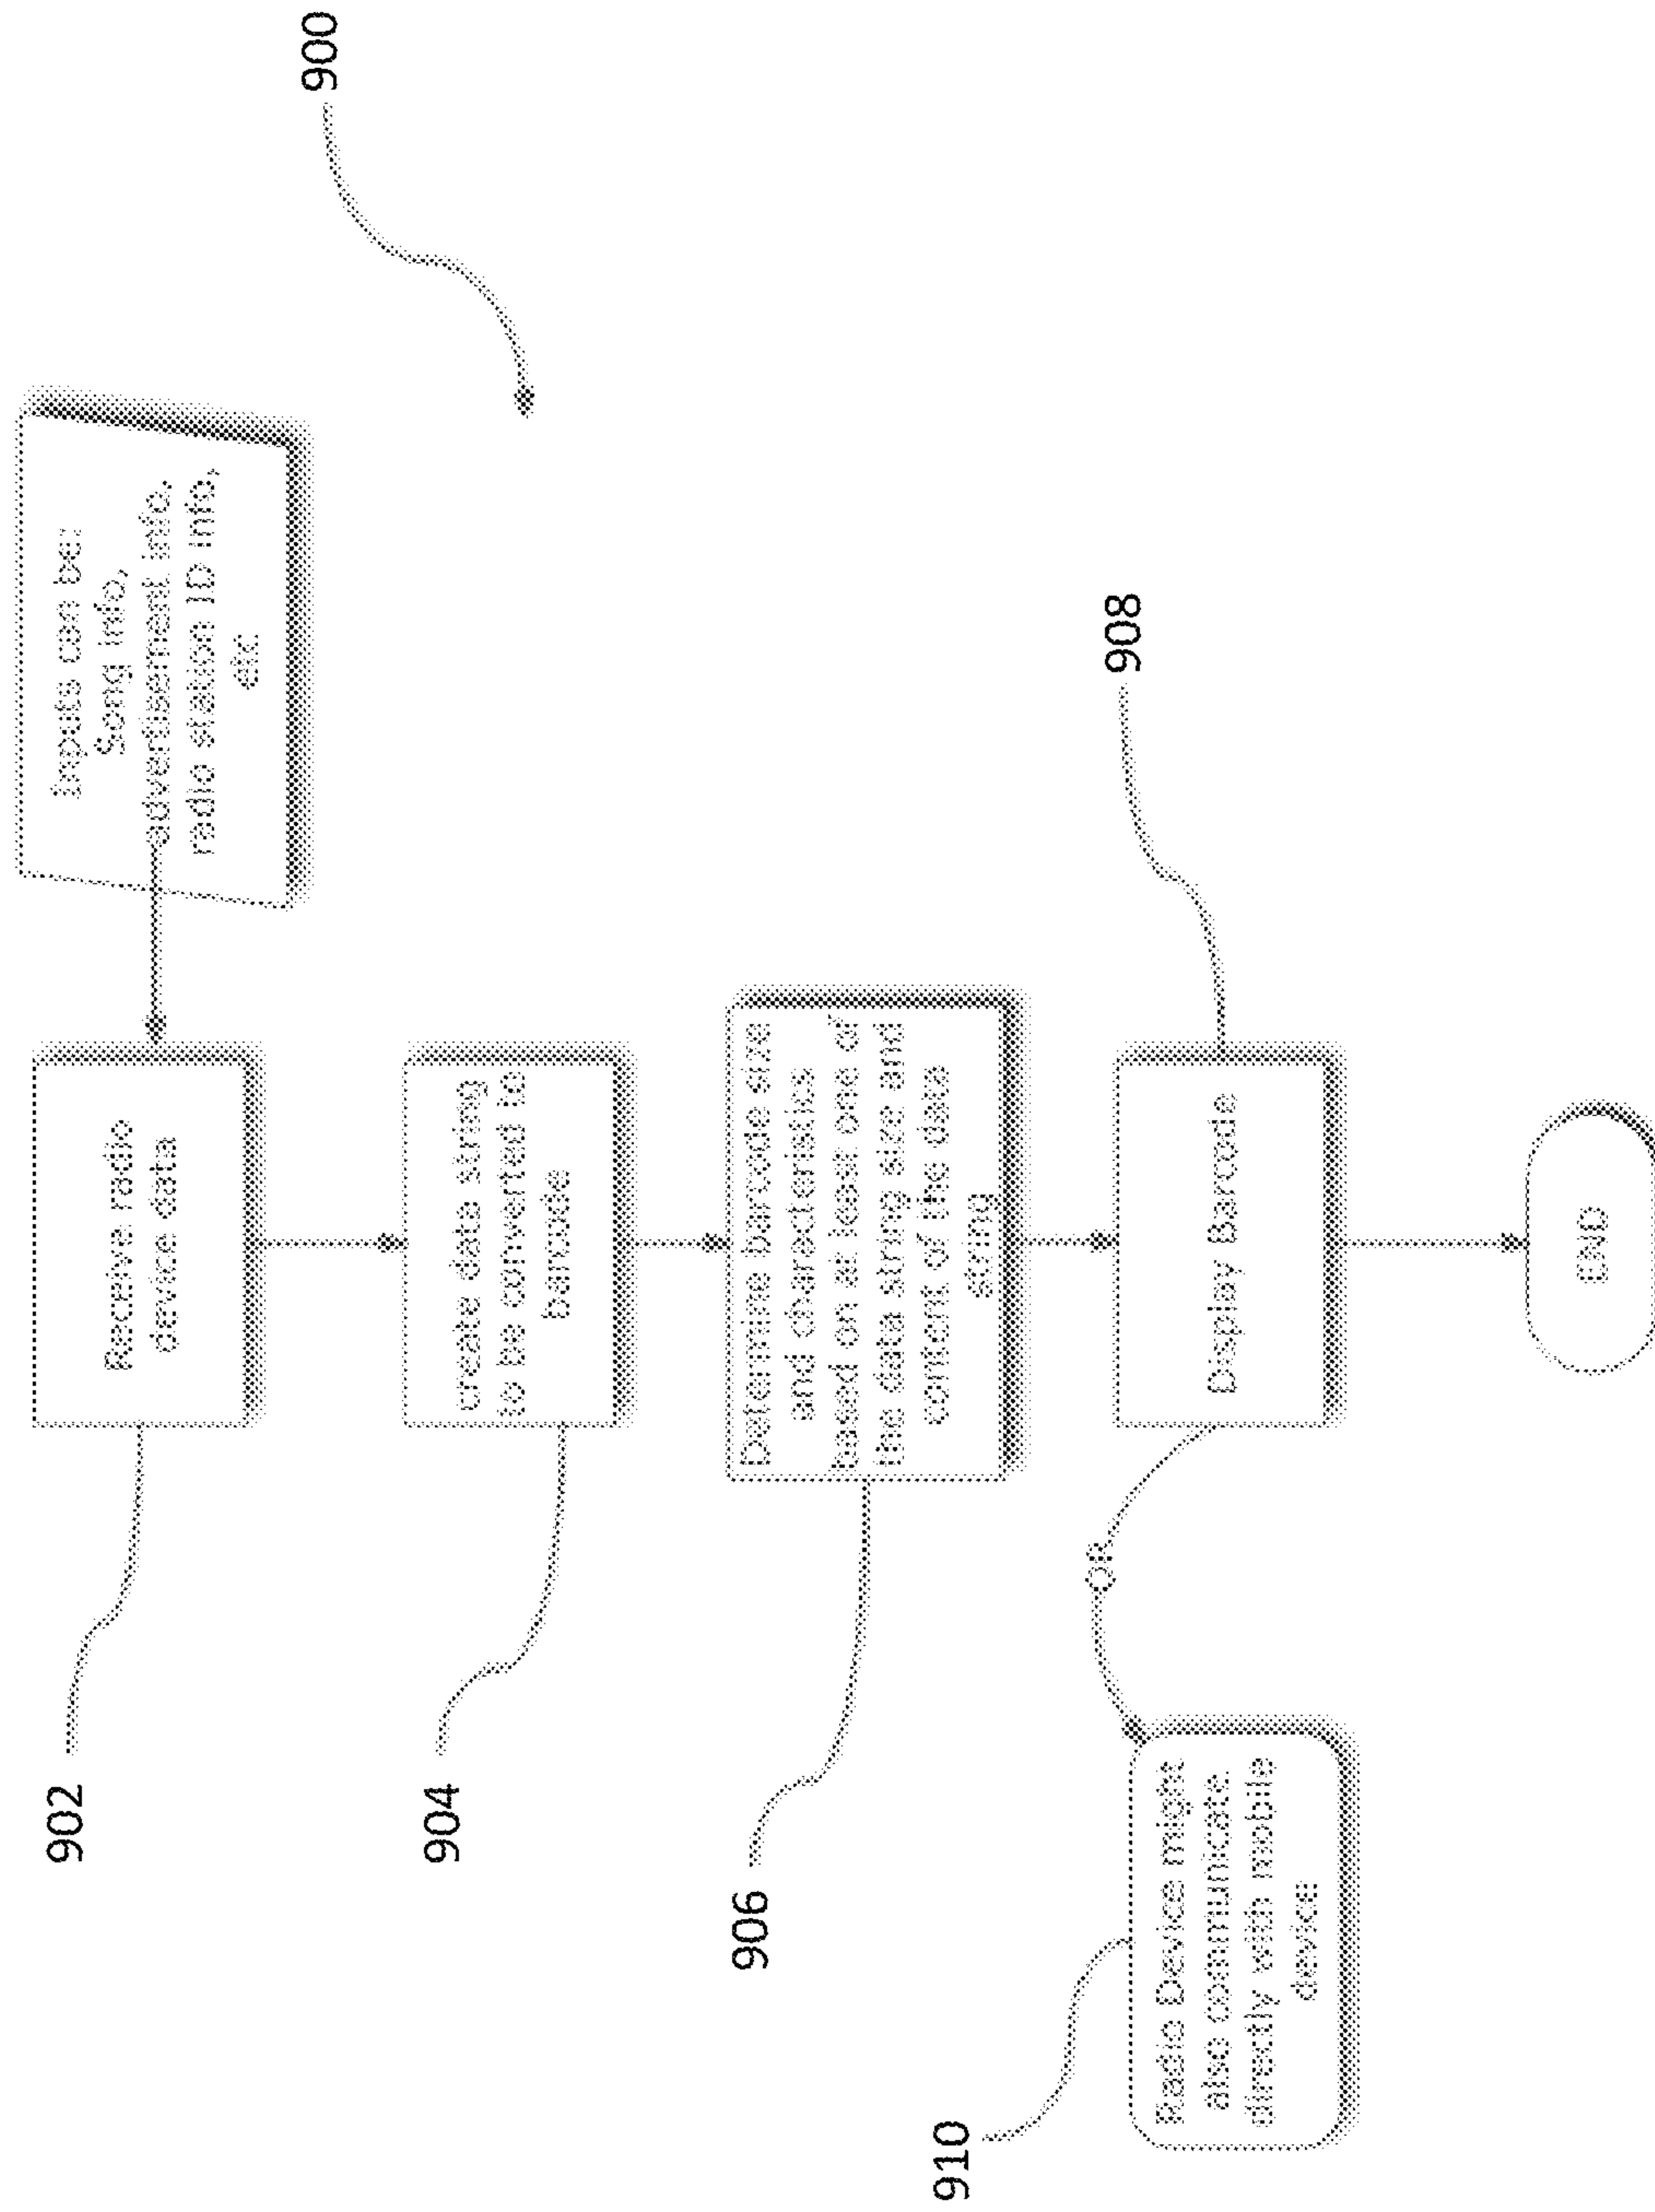 900
Inputs can be:
Song info,
advertisement info,
radio station ID info,
etc
902
Receive radio
device data
904
create data string
to be converted to
barcode
906
Determine barcode size
and characteristics
based on at least one of
the data string size and
content of the data
string
908
Display Barcode
OR
910
Radio Device might
also communicate
directly with mobile
device
END